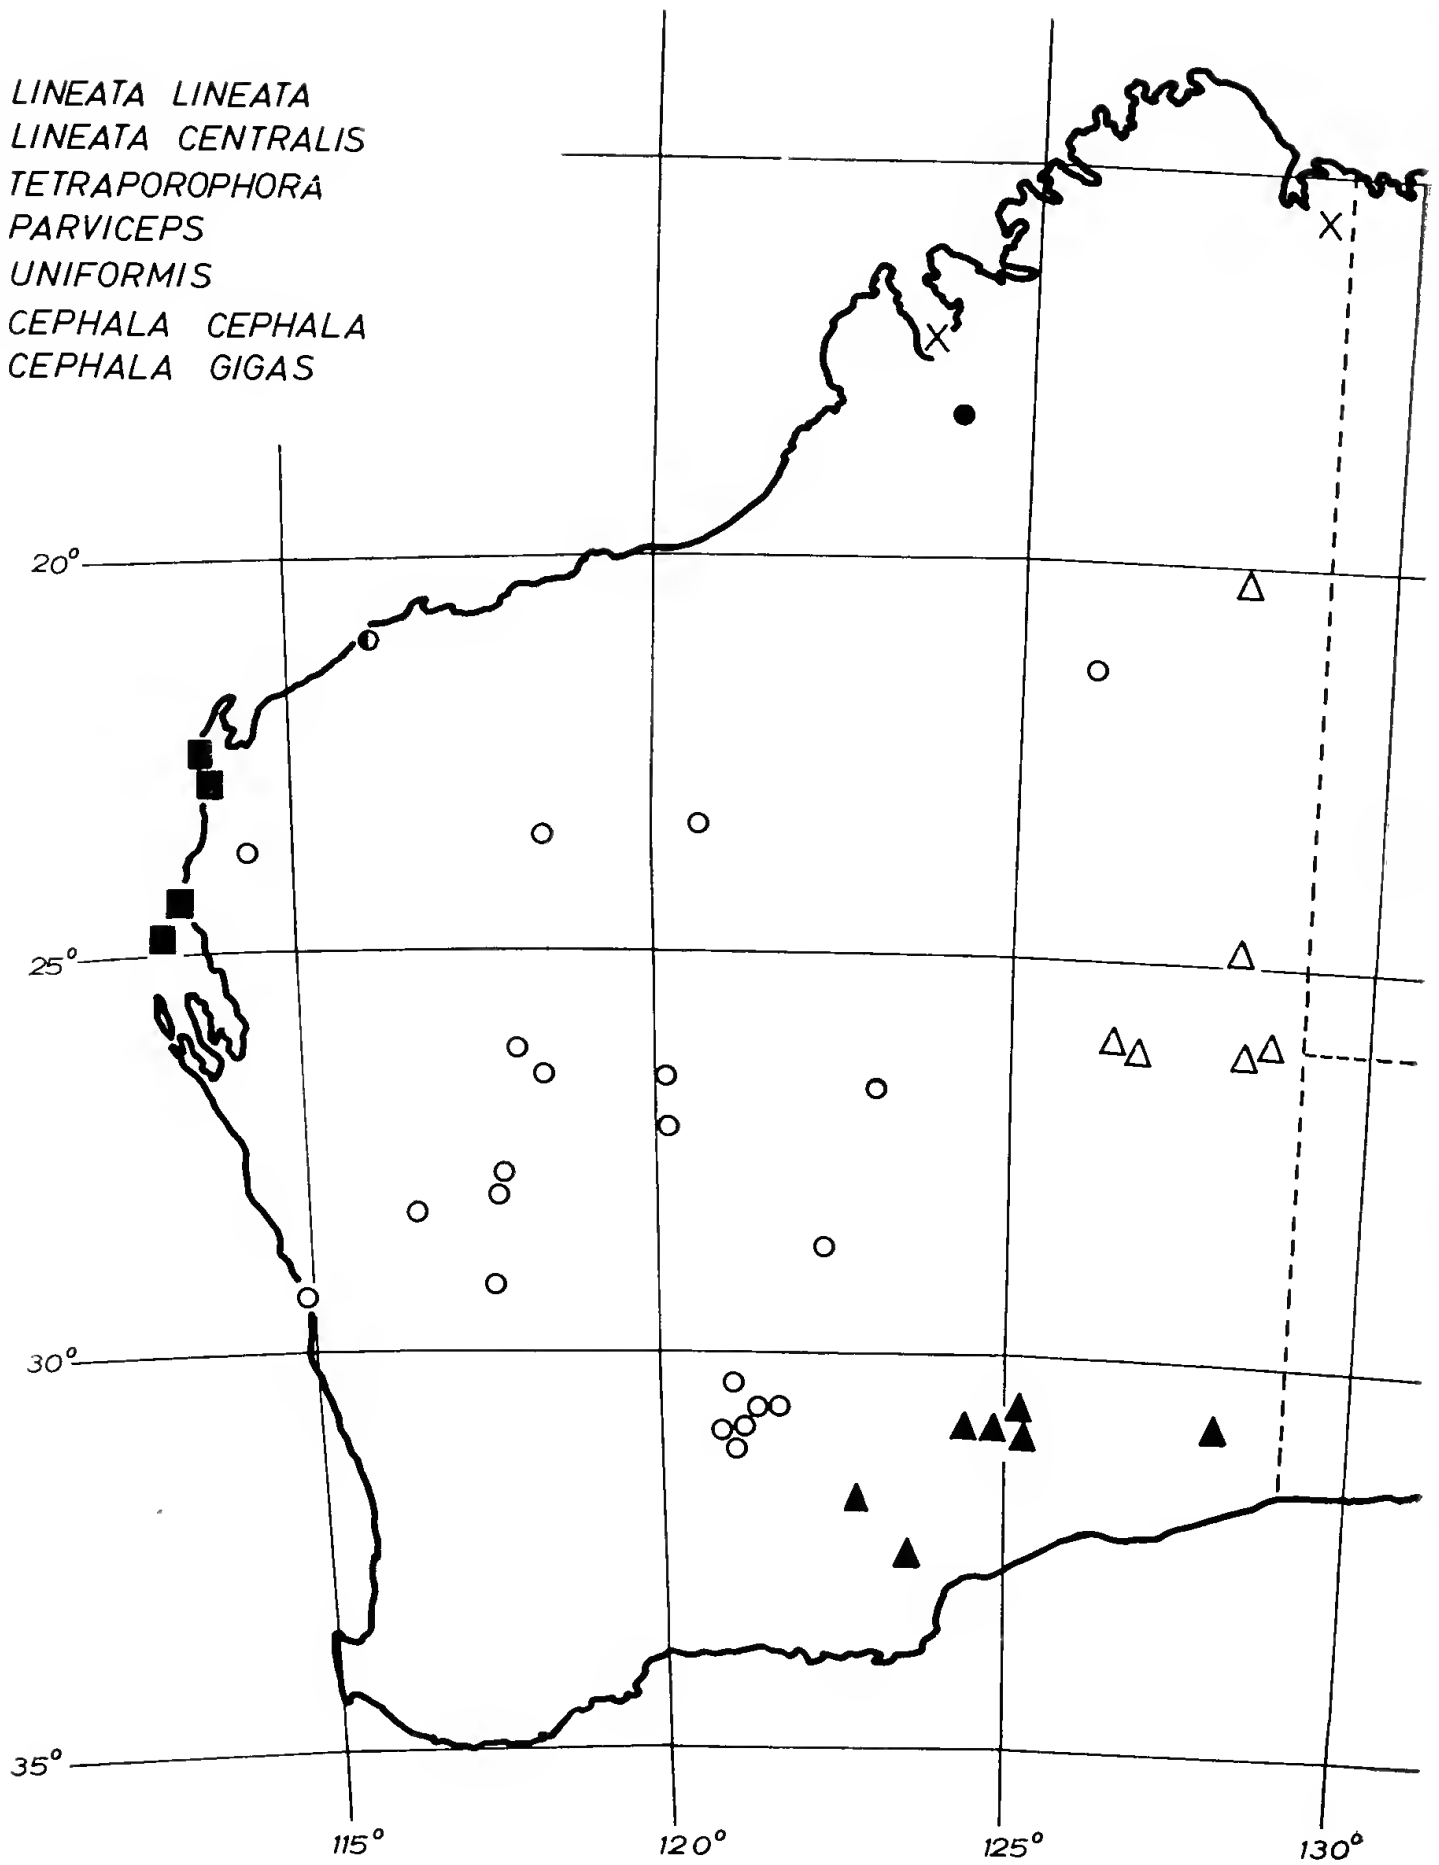 LINEATA LINEATA
LINEATA CENTRALIS
TETRAPOROPHORA
PARVICEPS
UNIFORMIS
CEPHALA CEPHALA
CEPHALA GIGAS
20°
25°
30°
35°
115° 120° 125° 130°